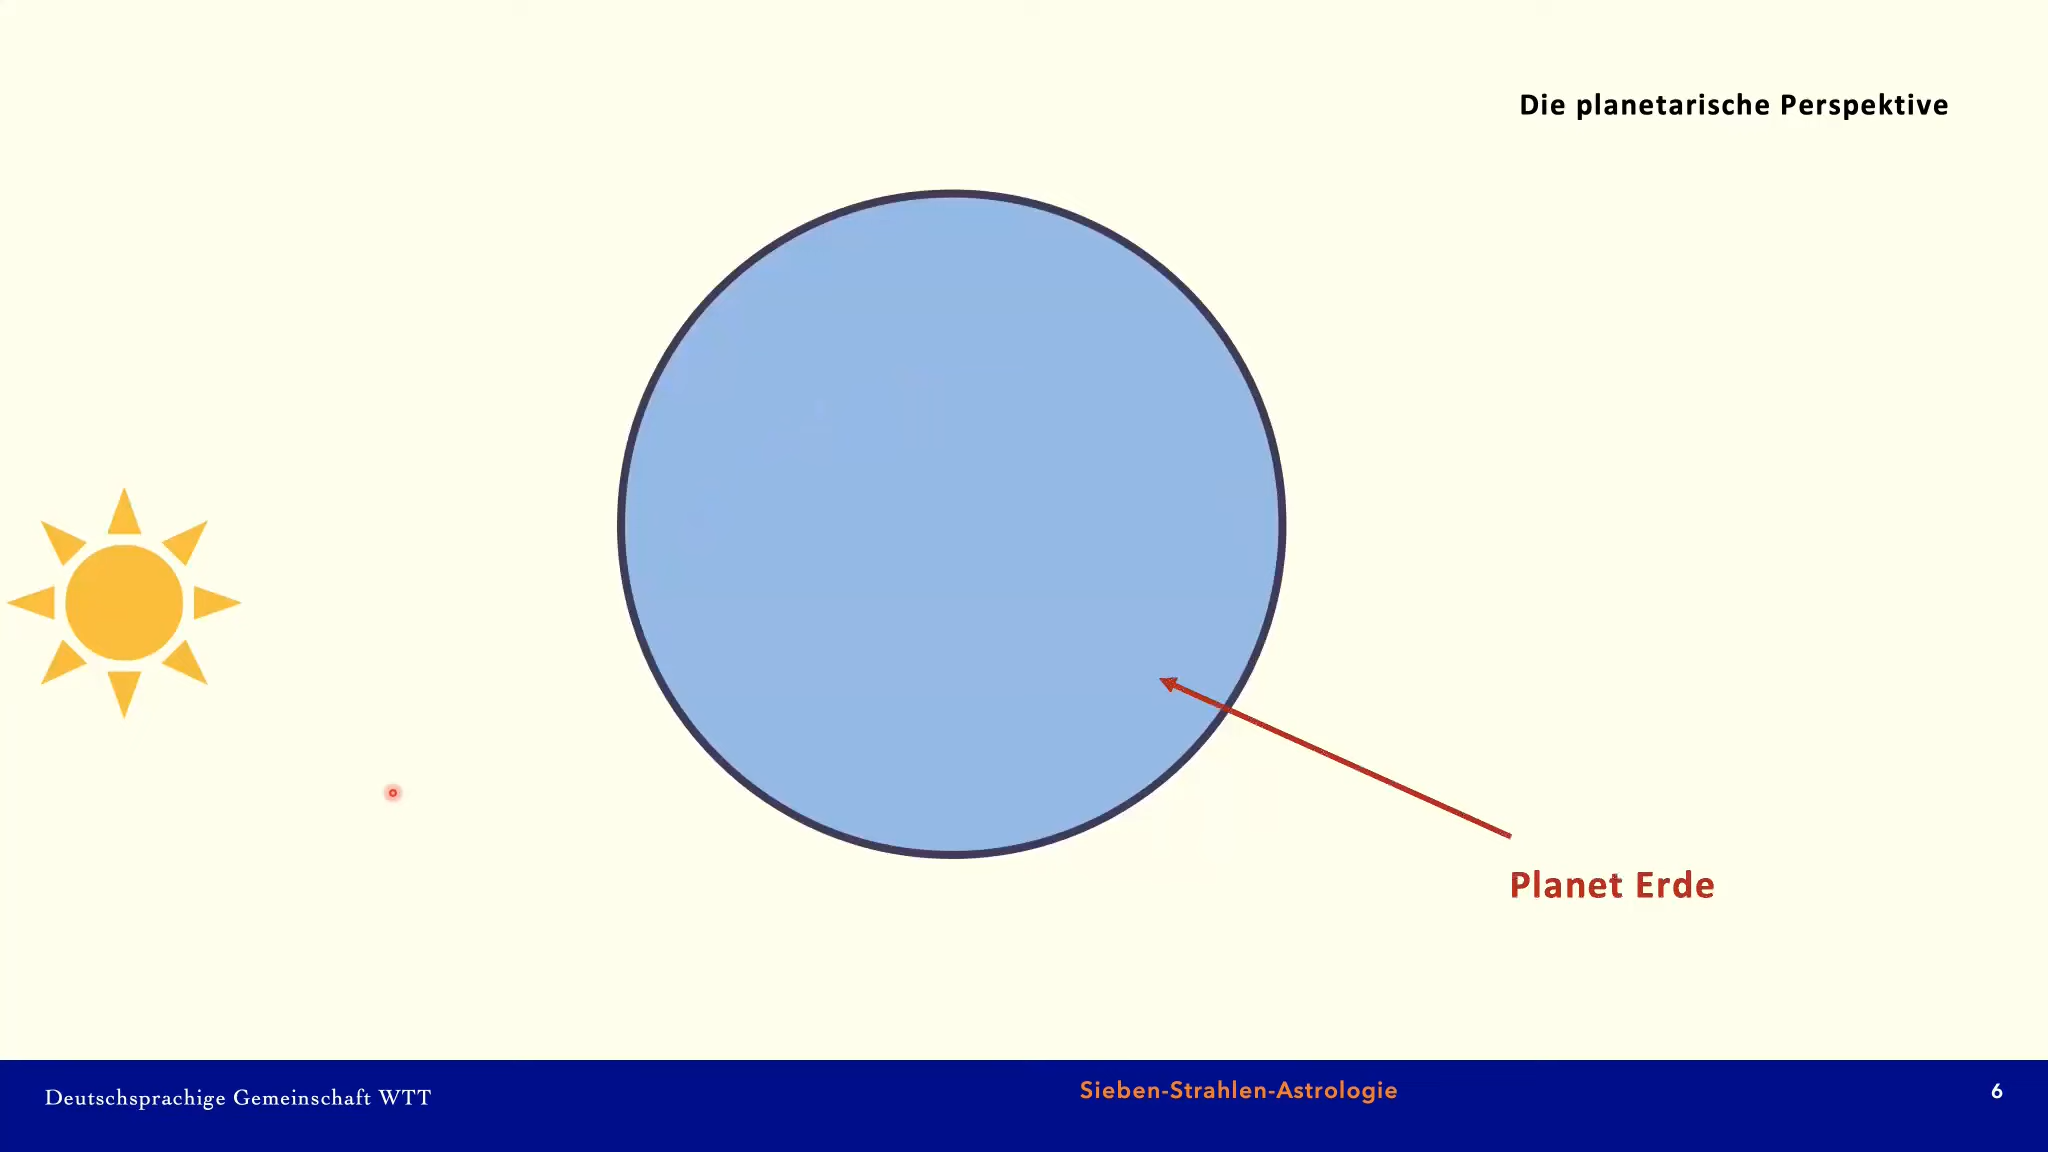 Die planetarische Perspektive
Planet Erde
Deutschsprachige Gemeinschaft WTT
Sieben-Strahlen-Astrologie
6